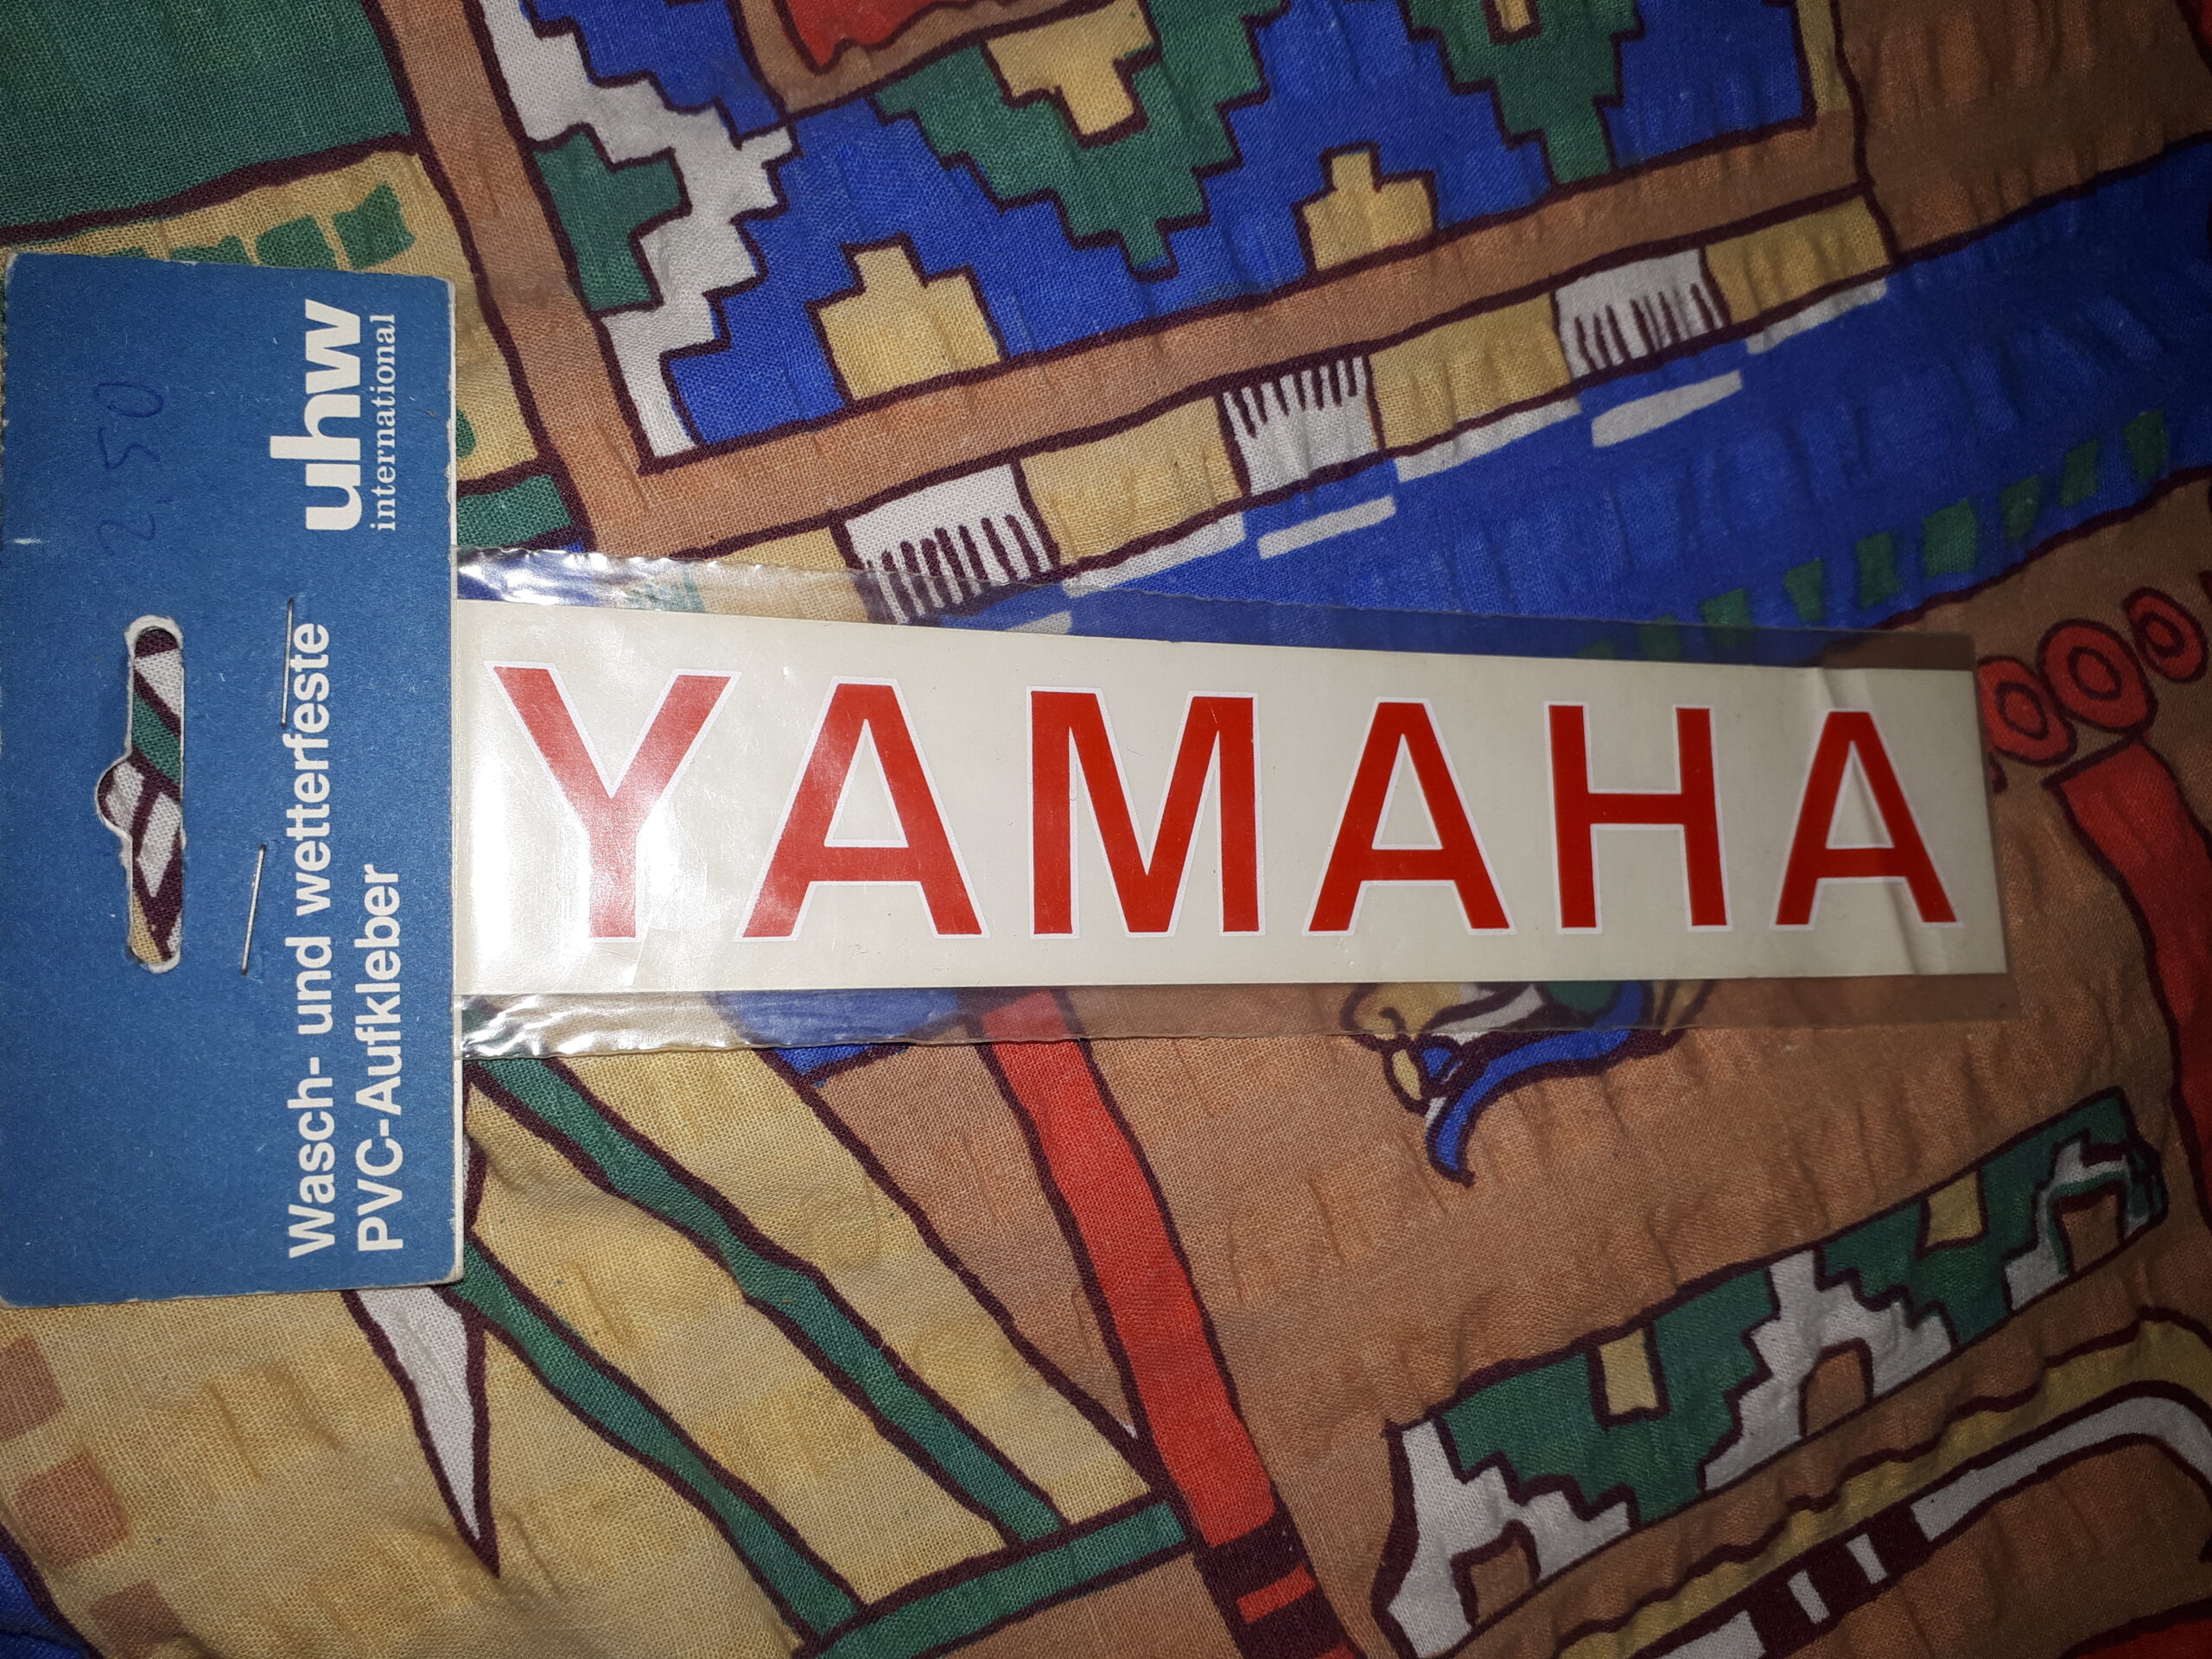 2.50
uhw
international
Wasch- und wetterfeste
PVC-Aufkleber
YAMAHA